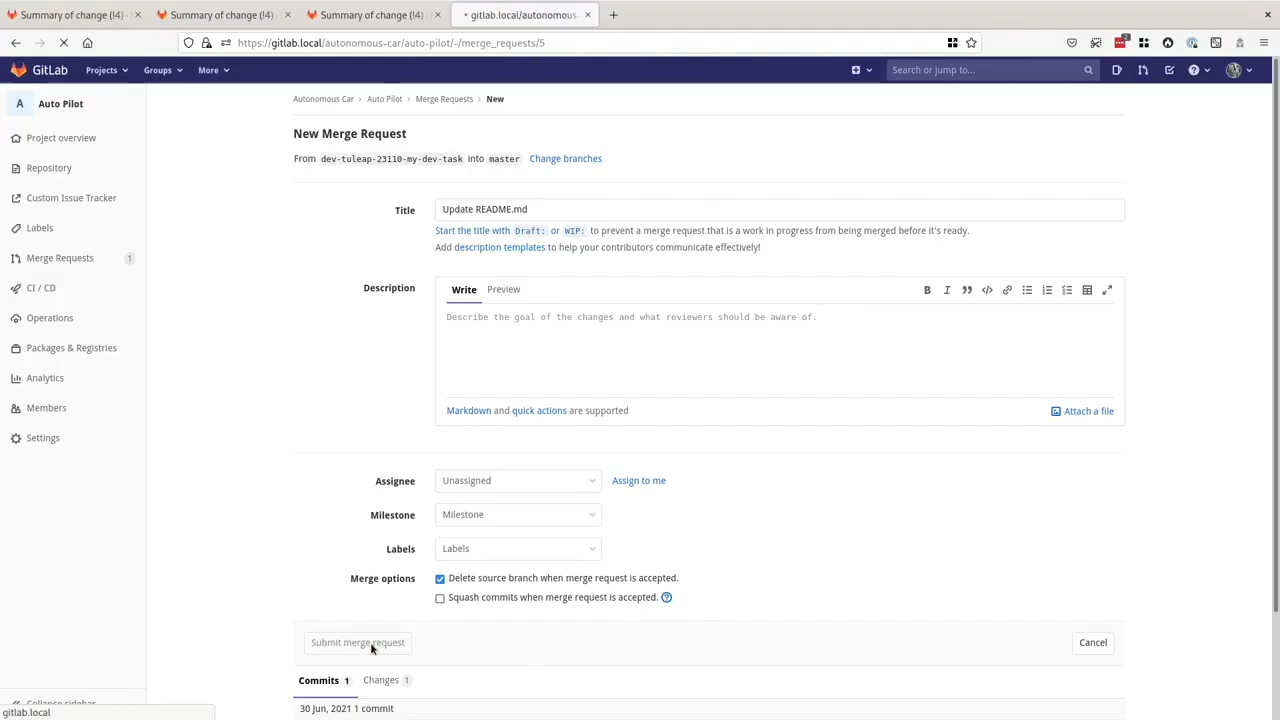 Summary of change (!4)
Summary of change (!4)
Summary of change (!4)
gitlab.local/autonomous-
https://gitlab.local/autonomous-car/auto-pilot/-/merge_requests/5
GitLab
Projects
Groups
More
Search or jump to...
A
Auto Pilot
Project overview
Repository
Custom Issue Tracker
Labels
Merge Requests 1
CI / CD
Operations
Packages & Registries
Analytics
Members
Settings
Collapse sidebar
gitlab.local
Autonomous Car › Auto Pilot › Merge Requests › New
New Merge Request
From dev-tuleap-23110-my-dev-task into master Change branches
Title
Update README.md
Start the title with Draft: or WIP: to prevent a merge request that is a work in progress from being merged before it's ready.
Add description templates to help your contributors communicate effectively!
Description
Write
Preview
Describe the goal of the changes and what reviewers should be aware of.
Markdown and quick actions are supported
Attach a file
Assignee
Unassigned
Assign to me
Milestone
Milestone
Labels
Labels
Merge options
Delete source branch when merge request is accepted.
Squash commits when merge request is accepted.
Submit merge request
Cancel
Commits 1
Changes 1
30 Jun, 2021 1 commit